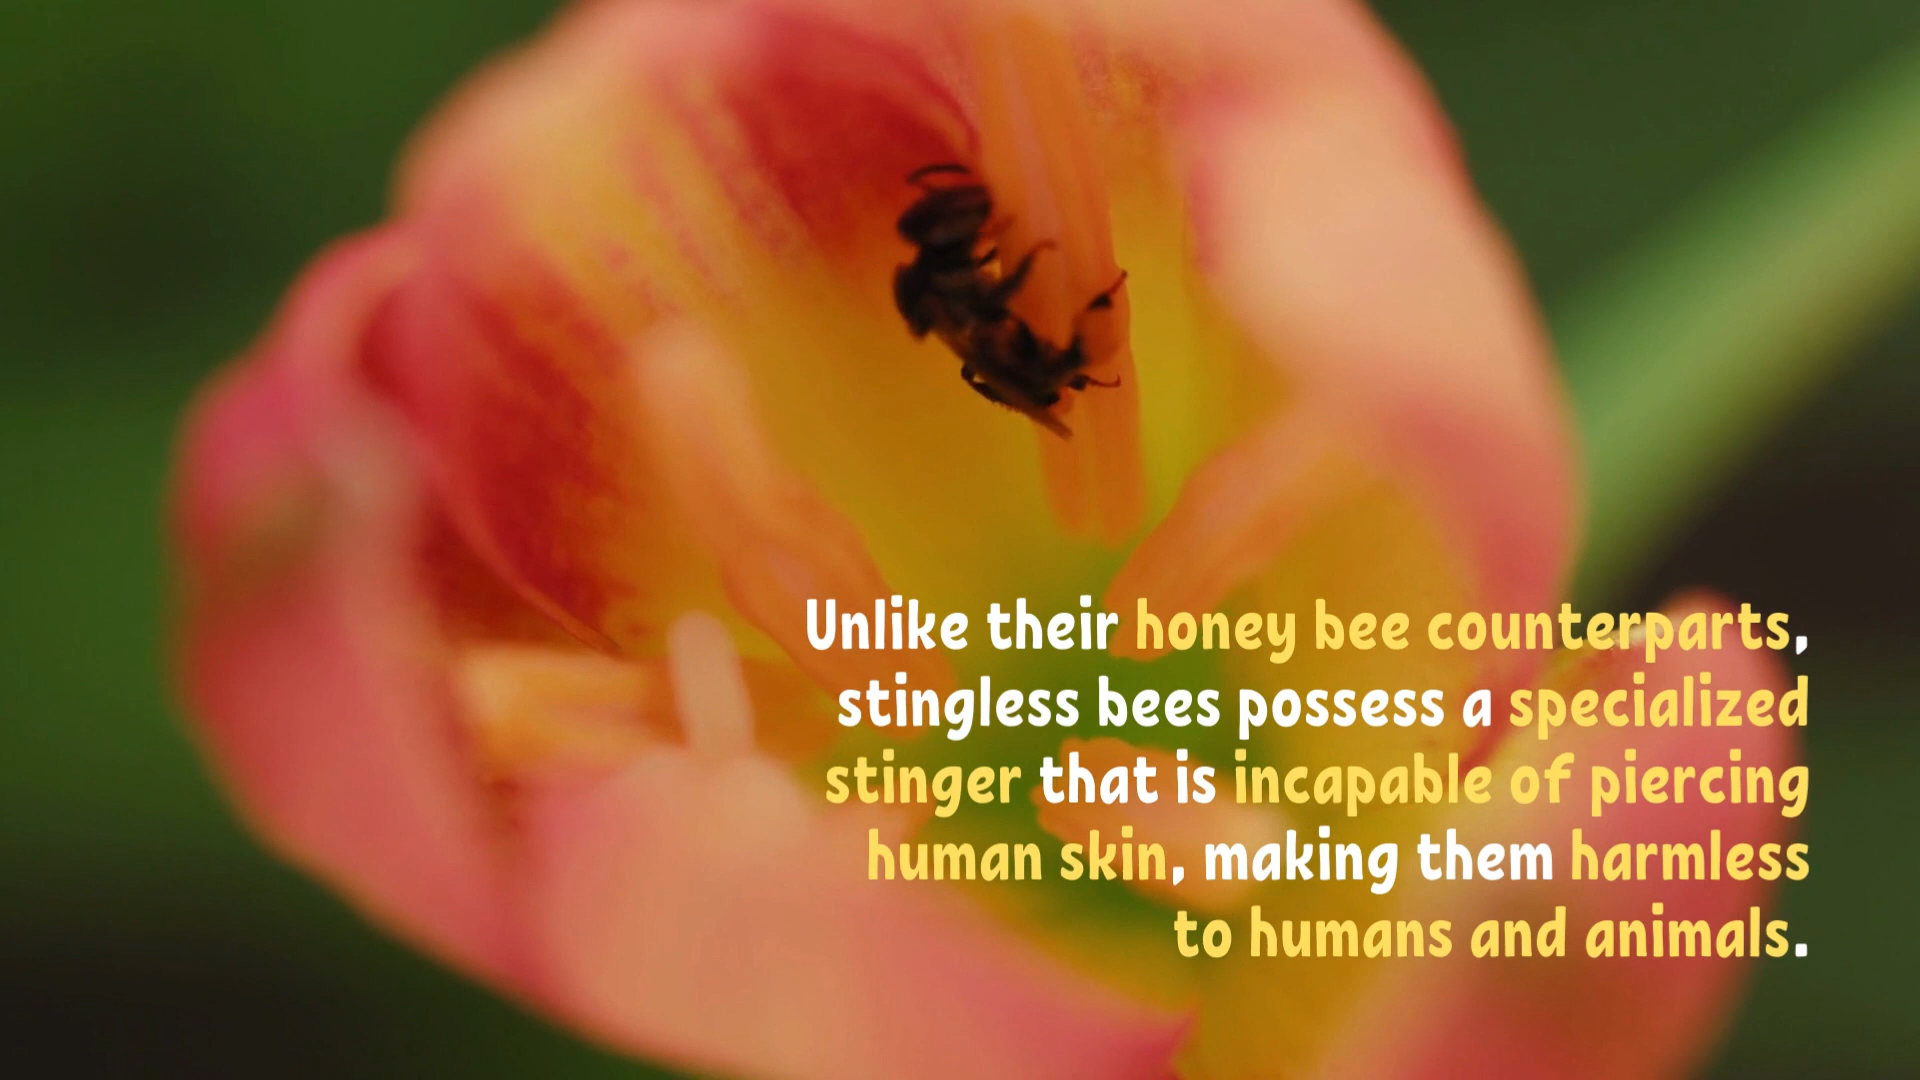 Unlike their honey bee counterparts,
stingless bees possess a specialized
stinger that is incapable of piercing
human skin, making them harmless
to humans and animals.